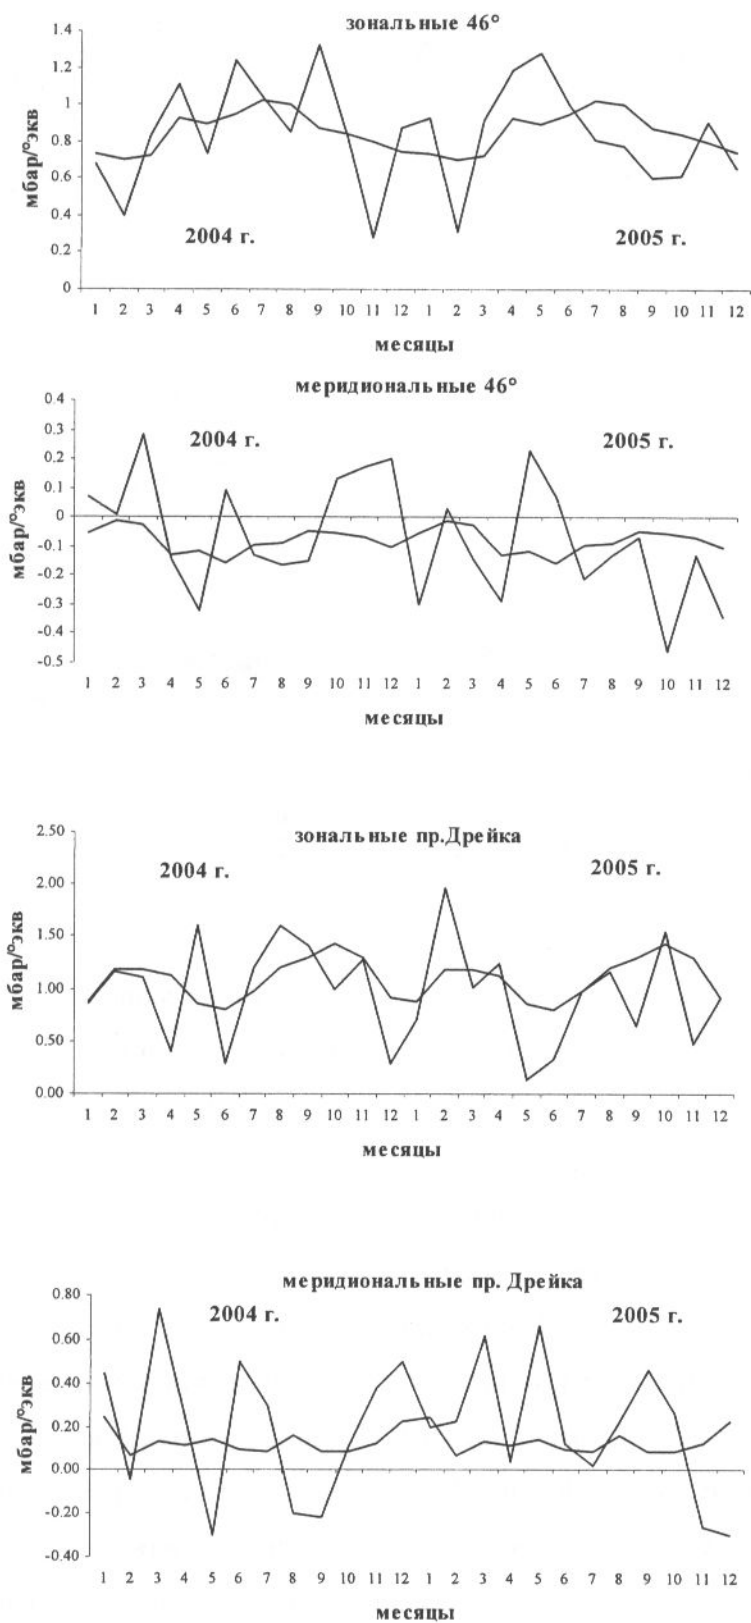 зональные 46°
1.4
1.2
1
0.8
0.6
0.4
0.2
0
мбар/°экв
2004 г.
2005 г.
1 2 3 4 5 6 7 8 9 10 11 12 1 2 3 4 5 6 7 8 9 10 11 12
месяцы
меридиональные 46°
0.4
0.3
0.2
0.1
0
-0.1
-0.2
-0.3
-0.4
-0.5
мбар/°экв
2004 г.
2005 г.
1 2 3 4 5 6 7 8 9 10 11 12 1 2 3 4 5 6 7 8 9 10 11 12
месяцы
зональные пр.Дрейка
2.50
2.00
1.50
1.00
0.50
0.00
мбар/°экв
2004 г.
2005 г.
1 2 3 4 5 6 7 8 9 10 11 12 1 2 3 4 5 6 7 8 9 10 11 12
месяцы
меридиональные пр. Дрейка
0.80
0.60
0.40
0.20
0.00
-0.20
-0.40
мбар/°экв
2004 г.
2005 г.
1 2 3 4 5 6 7 8 9 10 11 12 1 2 3 4 5 6 7 8 9 10 11 12
месяцы